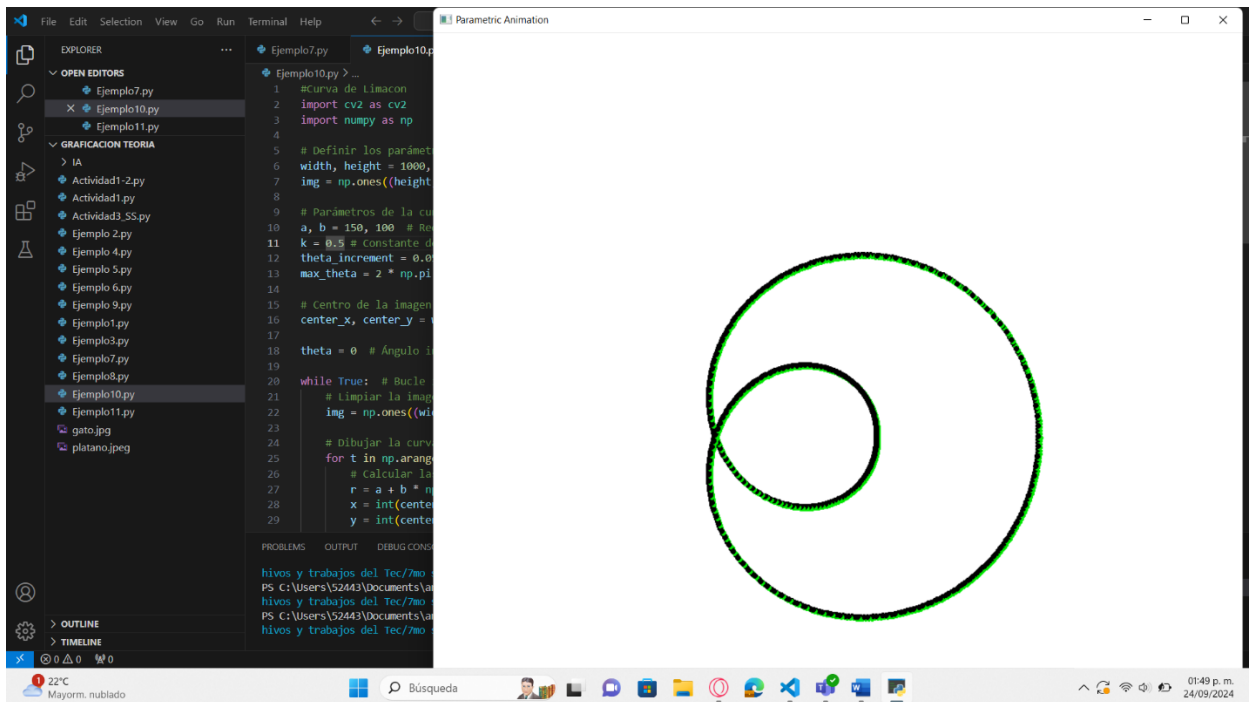 File Edit Selection View Go Run Terminal Help
Parametric Animation
EXPLORER
OPEN EDITORS
Ejemplo7.py
Ejemplo10.py
Ejemplo11.py
GRAFICACION TEORIA
IA
Actividad1-2.py
Actividad1.py
Actividad3_SS.py
Ejemplo 2.py
Ejemplo 4.py
Ejemplo 5.py
Ejemplo 6.py
Ejemplo 9.py
Ejemplo1.py
Ejemplo3.py
Ejemplo7.py
Ejemplo8.py
Ejemplo10.py
Ejemplo11.py
gato.jpg
platano.jpeg
OUTLINE
TIMELINE
Ejemplo7.py Ejemplo10.p
Ejemplo10.py > ...
1 #Curva de Limacon
2 import cv2 as cv2
3 import numpy as np
4
5 # Definir los parámet
6 width, height = 1000,
7 img = np.ones((height
8
9 # Parámetros de la cu
10 a, b = 150, 100 # Re
11 k = 0.5 # Constante d
12 theta_increment = 0.05
13 max_theta = 2 * np.pi
14
15 # Centro de la imagen
16 center_x, center_y = w
17
18 theta = 0 # Ángulo i
19
20 while True: # Bucle
21 # Limpiar la imag
22 img = np.ones((wi
23
24 # Dibujar la curv
25 for t in np.arang
26 # Calcular la
27 r = a + b * n
28 x = int(cente
29 y = int(cente
PROBLEMS OUTPUT DEBUG CONS
hivos y trabajos del Tec/7mo s
PS C:\Users\52443\Documents\ar
hivos y trabajos del Tec/7mo s
PS C:\Users\52443\Documents\ar
hivos y trabajos del Tec/7mo s
0 0 0
1
22°C
Mayorm. nublado
Búsqueda
01:49 p. m.
24/09/2024